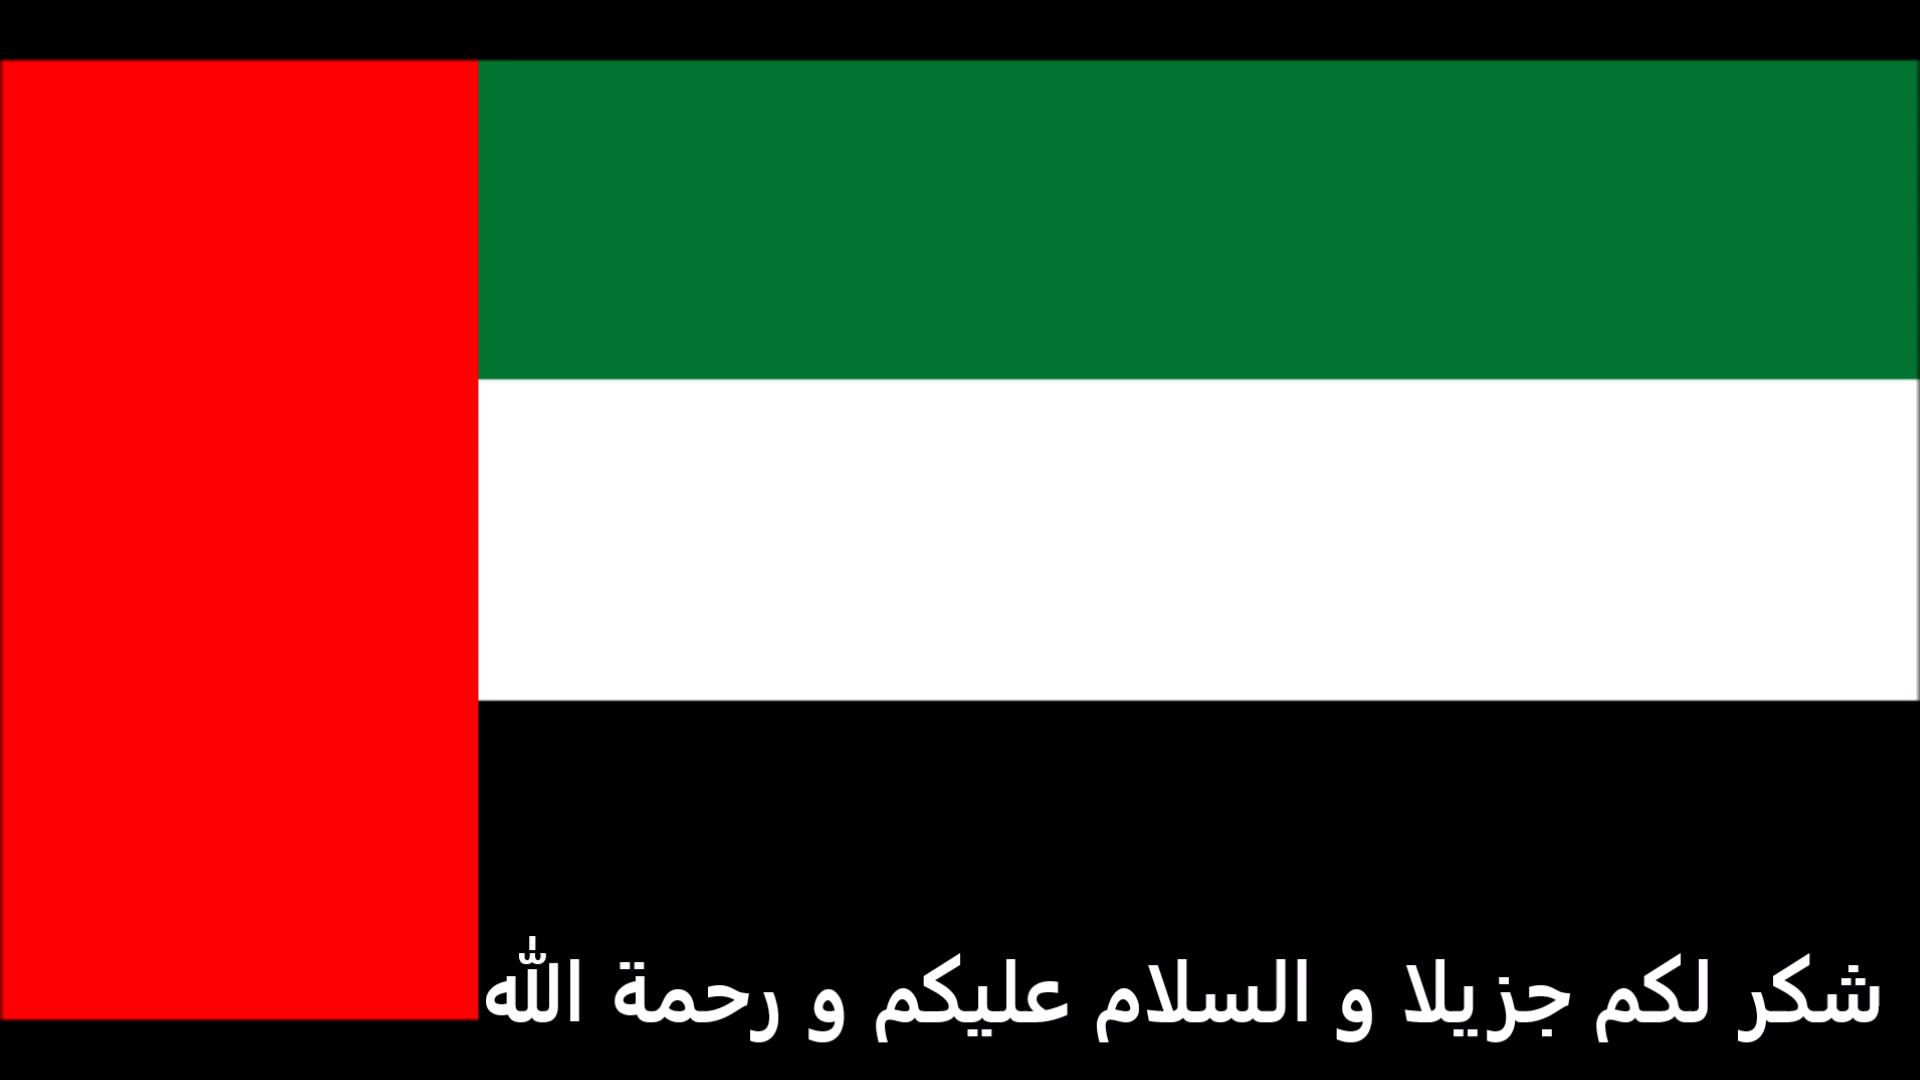 شكر لكم جزيلا و السلام عليكم و رحمة الله